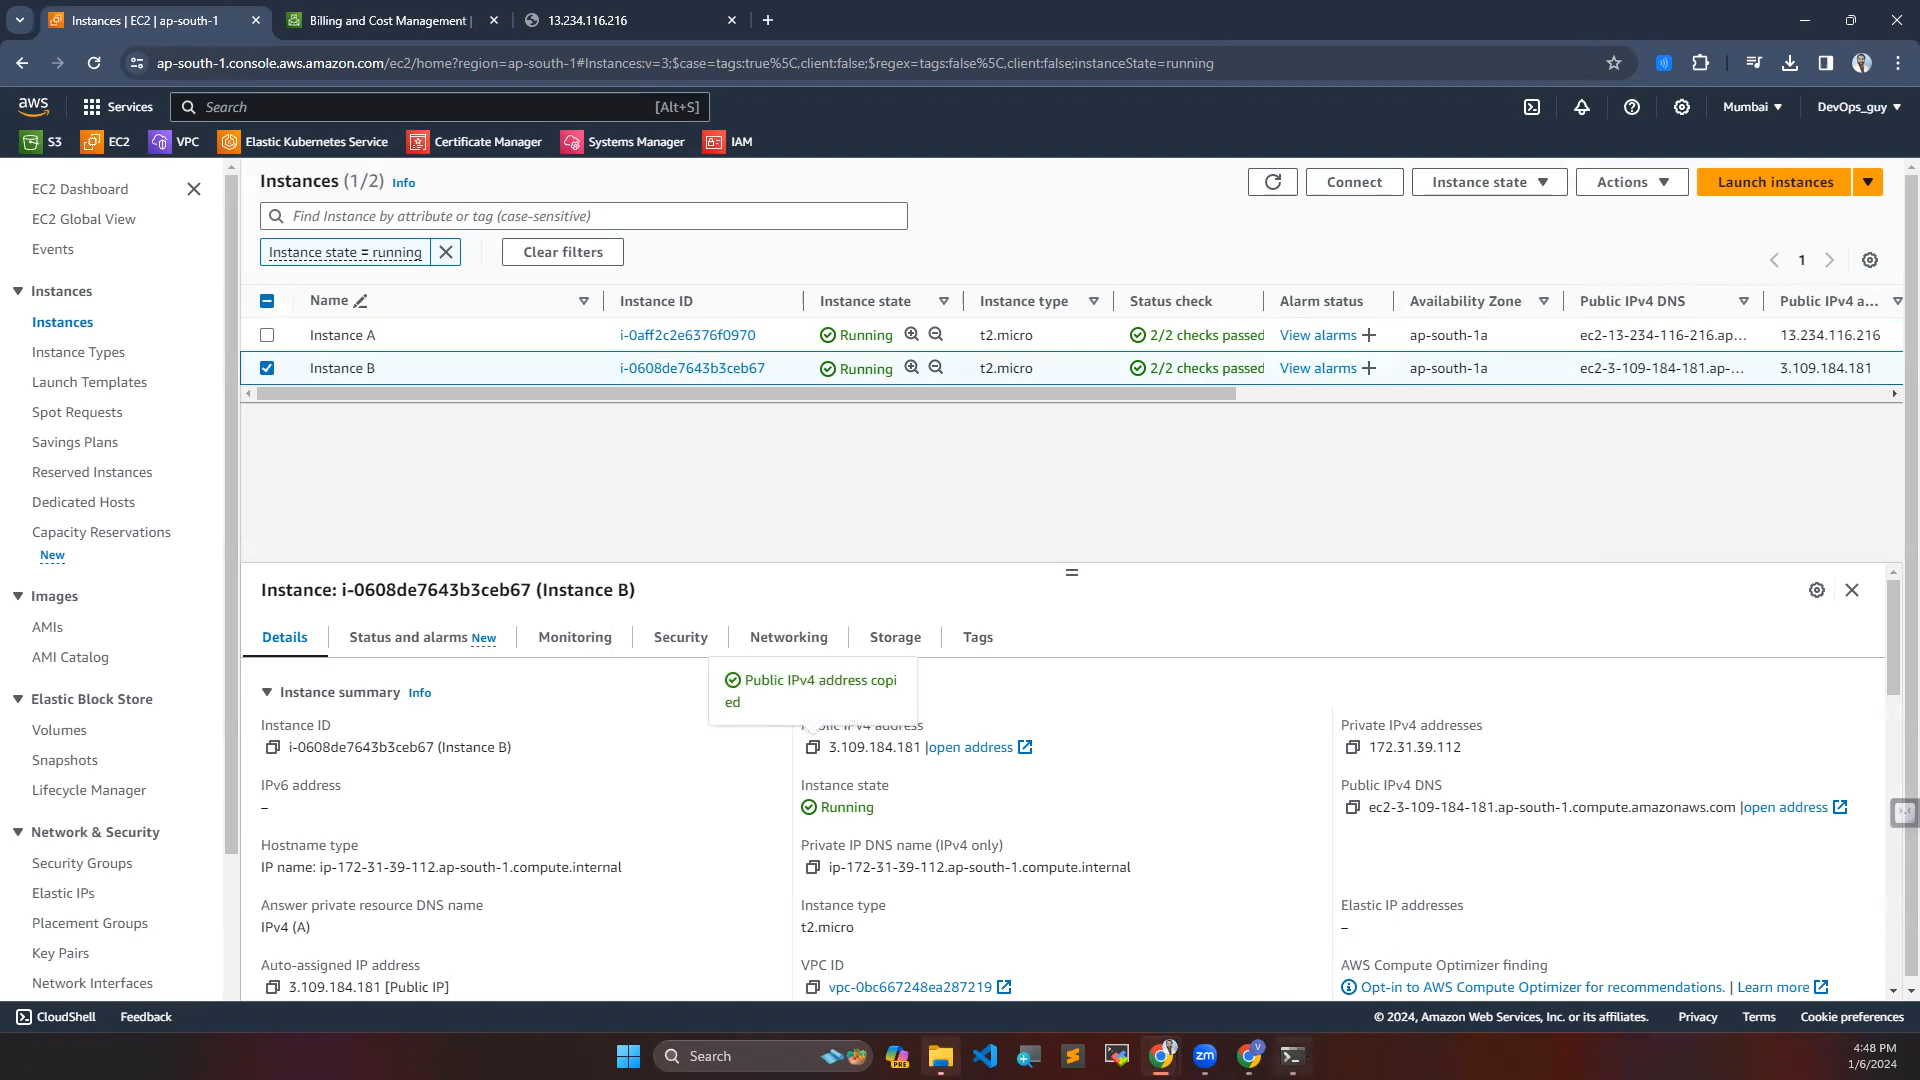 Instances | EC2 | ap-south-1
Billing and Cost Management |
13.234.116.216
ap-south-1.console.aws.amazon.com/ec2/home?region=ap-south-1#Instances:v=3;$case=tags:true%5C,client:false;$regex=tags:false%5C,client:false;instanceState=running
aws
Services
Search
[Alt+S]
Mumbai
DevOps_guy
S3
EC2
VPC
Elastic Kubernetes Service
Certificate Manager
Systems Manager
IAM
EC2 Dashboard
EC2 Global View
Events
Instances
Instances
Instance Types
Launch Templates
Spot Requests
Savings Plans
Reserved Instances
Dedicated Hosts
Capacity Reservations
New
Images
AMIs
AMI Catalog
Elastic Block Store
Volumes
Snapshots
Lifecycle Manager
Network & Security
Security Groups
Elastic IPs
Placement Groups
Key Pairs
Network Interfaces
Instances (1/2) Info
Connect
Instance state
Actions
Launch instances
Find Instance by attribute or tag (case-sensitive)
Instance state = running
Clear filters
1
Name Instance ID Instance state Instance type Status check Alarm status Availability Zone Public IPv4 DNS Public IPv4 a...
Instance A i-0aff2c2e6376f0970 Running t2.micro 2/2 checks passed View alarms ap-south-1a ec2-13-234-116-216.ap... 13.234.116.216
Instance B i-0608de7643b3ceb67 Running t2.micro 2/2 checks passed View alarms ap-south-1a ec2-3-109-184-181.ap-... 3.109.184.181
Instance: i-0608de7643b3ceb67 (Instance B)
Details
Status and alarms New
Monitoring
Security
Networking
Storage
Tags
Public IPv4 address copi
ed
Instance summary Info
Instance ID
i-0608de7643b3ceb67 (Instance B)
Public IPv4 address
3.109.184.181 |open address
Private IPv4 addresses
172.31.39.112
IPv6 address
–
Instance state
Running
Public IPv4 DNS
ec2-3-109-184-181.ap-south-1.compute.amazonaws.com |open address
Hostname type
IP name: ip-172-31-39-112.ap-south-1.compute.internal
Private IP DNS name (IPv4 only)
ip-172-31-39-112.ap-south-1.compute.internal
Answer private resource DNS name
IPv4 (A)
Instance type
t2.micro
Elastic IP addresses
–
Auto-assigned IP address
3.109.184.181 [Public IP]
VPC ID
vpc-0bc667248ea287219
AWS Compute Optimizer finding
Opt-in to AWS Compute Optimizer for recommendations. | Learn more
CloudShell
Feedback
© 2024, Amazon Web Services, Inc. or its affiliates.
Privacy
Terms
Cookie preferences
Search
PRE
zm
V
4:48 PM
1/6/2024